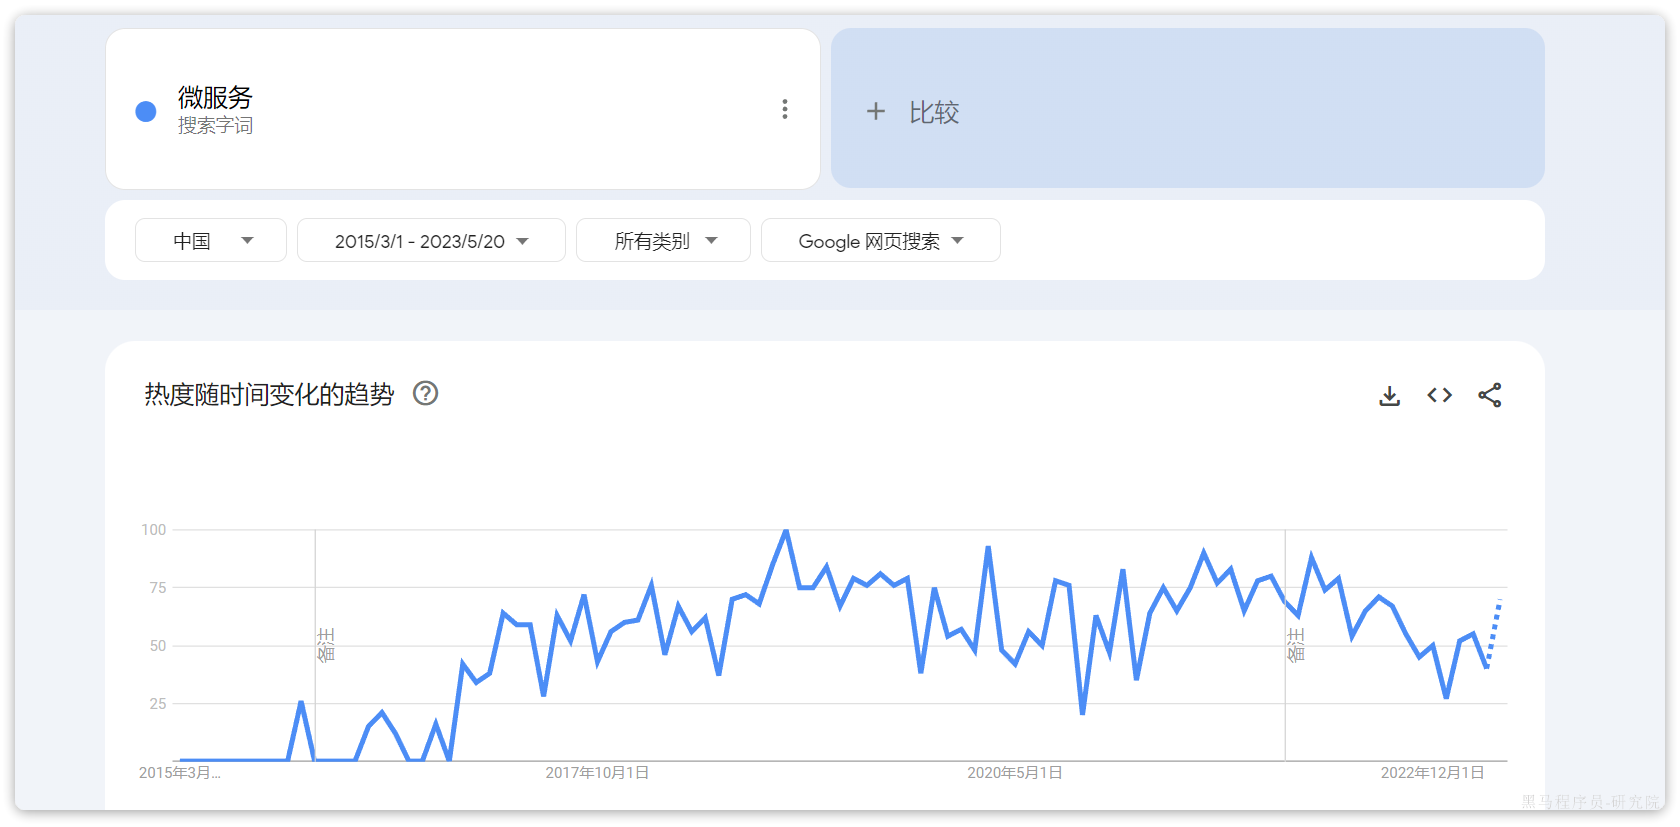 微服务
搜索字词
+ 比较
中国
2015/3/1 - 2023/5/20
所有类别
Google 网页搜索
热度随时间变化的趋势
100
75
50
25
备注
备注
2015年3月...
2017年10月1日
2020年5月1日
2022年12月1日
黑马程序员-研究院